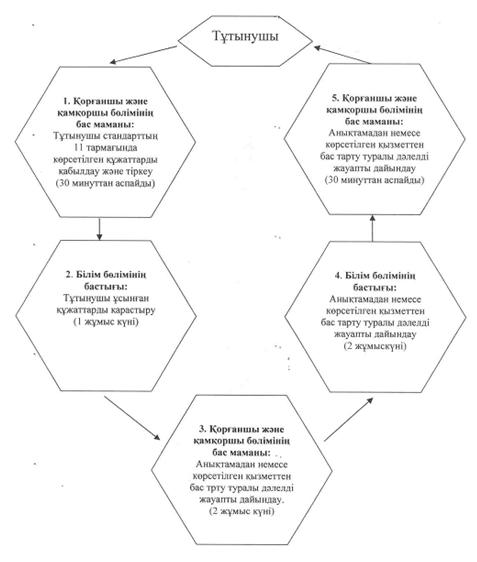 Тұтынушы
1. Қорғаншы және
қамқоршы бөлімінің
бас маманы:
Тұтынушы стандарттың
11 тармағында
көрсетілген құжаттарды
қабылдау және тіркеу
(30 минуттан аспайды)
2. Білім бөлімінің
бастығы:
Тұтынушы ұсынған
құжаттарды қарастыру
(1 жұмыс күні)
3. Қорғаншы және
қамқоршы бөлімінің
бас маманы:
Анықтамадан немесе
көрсетілген қызметтен
бас трту туралы дәлелді
жауапты дайындау.
(2 жұмыс күні)
4. Білім бөлімінің
бастығы:
Анықтамадан немесе
көрсетілген қызметтен
бас тарту туралы дәлелді
жауапты дайындау
(2 жұмыскүні)
5. Қорғаншы және
қамқоршы бөлімінің
бас маманы:
Анықтамадан немесе
көрсетілген қызметтен
бас тарту туралы дәлелді
жауапты дайындау
(30 минуттан аспайды)